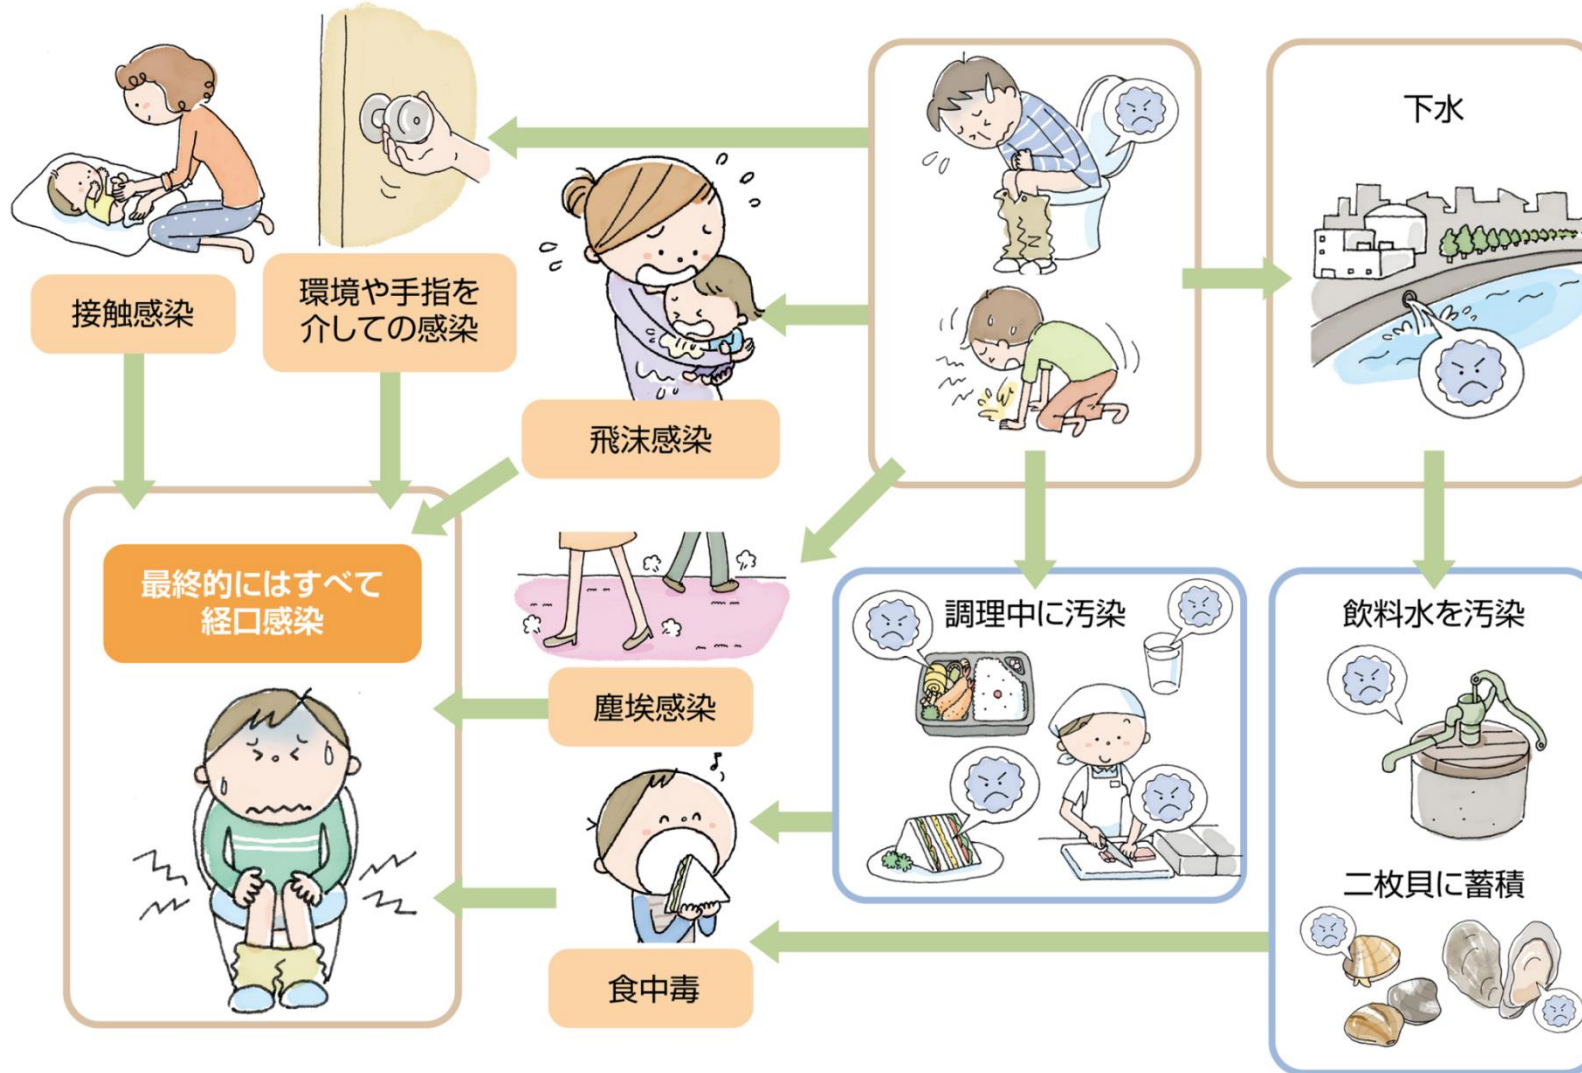 下水
接触感染
環境や手指を
介しての感染
飛沫感染
最終的にはすべて
経口感染
塵埃感染
調理中に汚染
飲料水を汚染
二枚貝に蓄積
食中毒